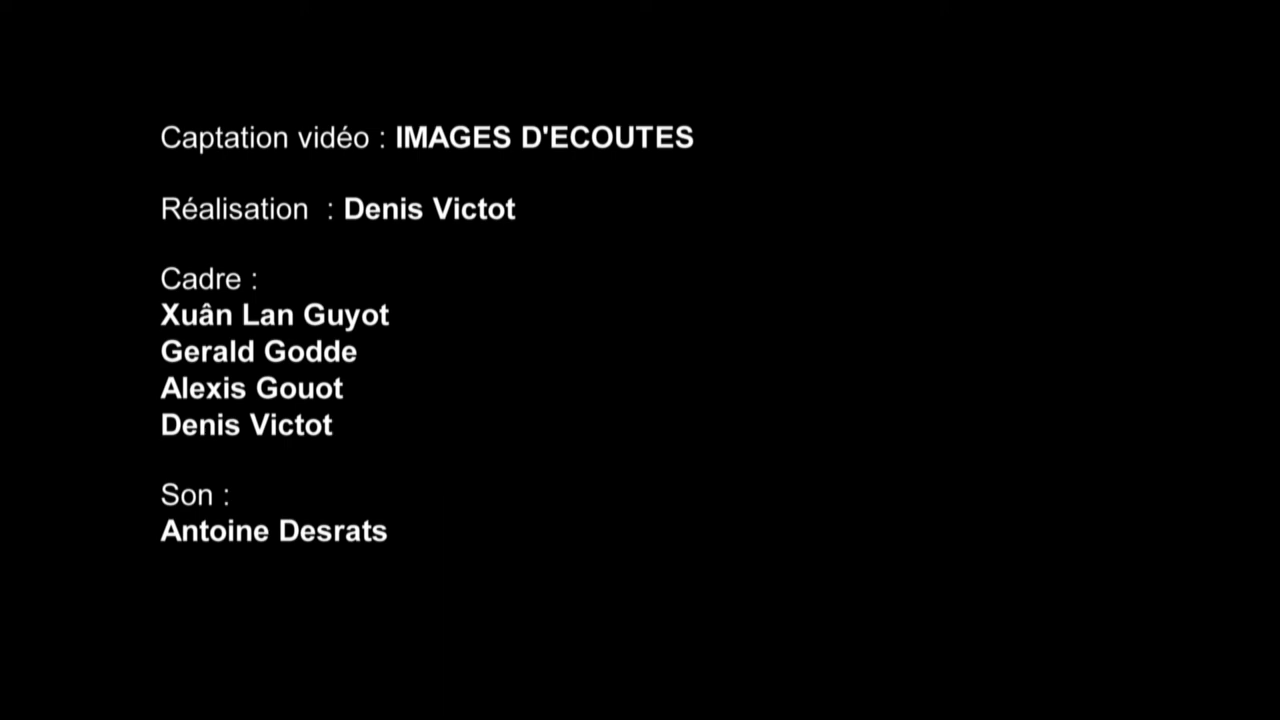 Captation vidéo : IMAGES D'ECOUTES
Réalisation  : Denis Victot
Cadre :
Xuân Lan Guyot
Gerald Godde
Alexis Gouot
Denis Victot
Son :
Antoine Desrats